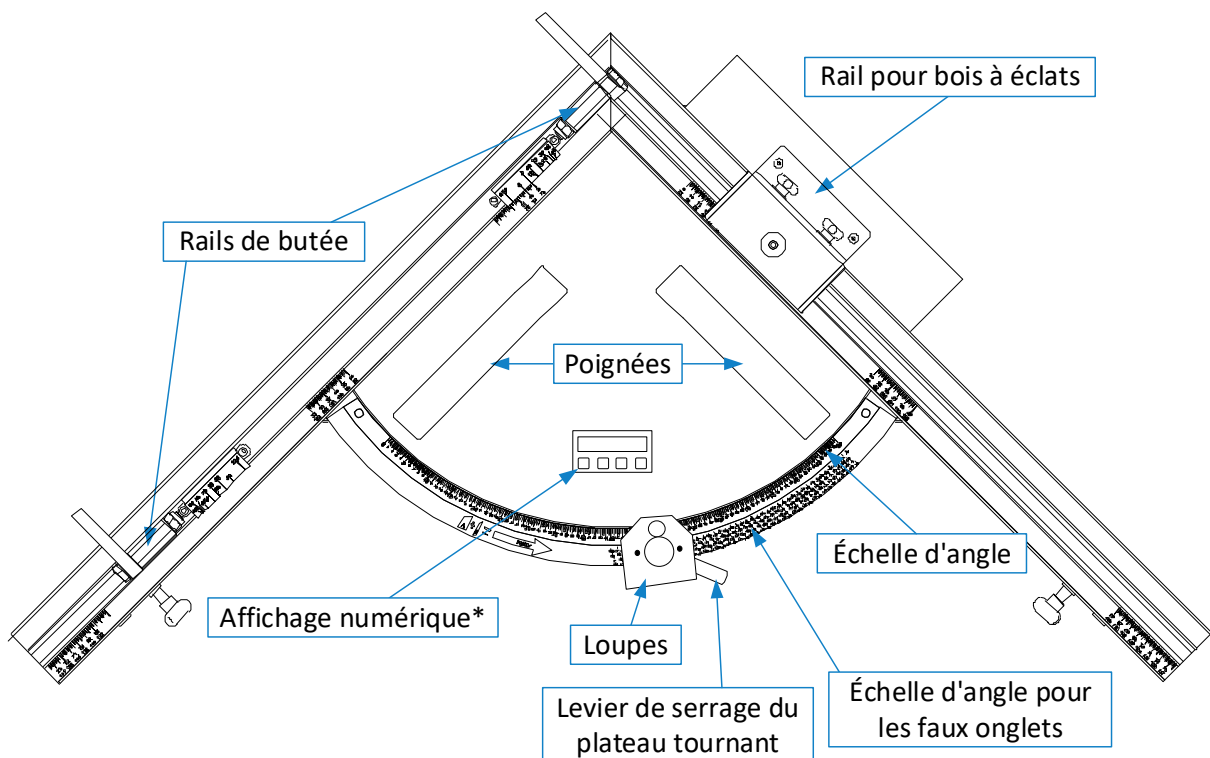 Rail pour bois à éclats
Rails de butée
Poignées
Échelle d'angle
Affichage numérique*
Loupes
Levier de serrage du
plateau tournant
Échelle d'angle pour
les faux onglets